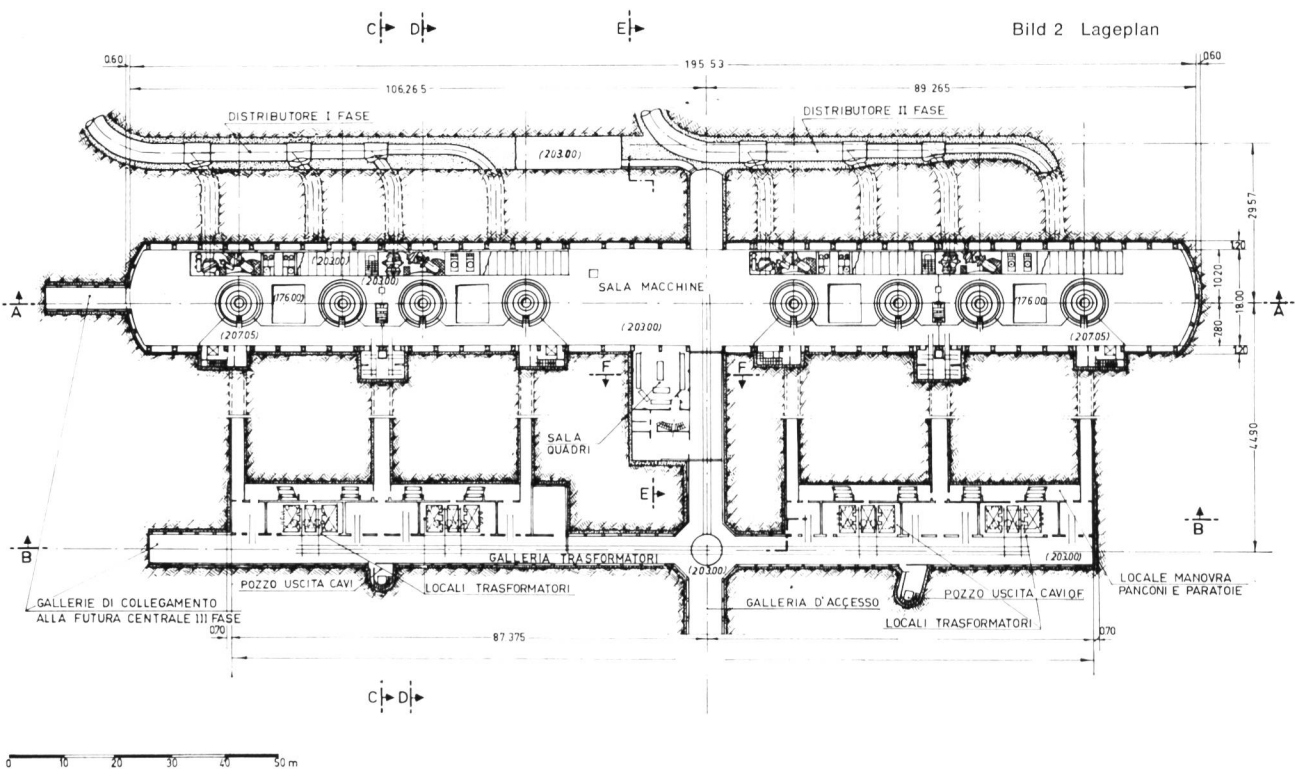 C D E
Bild 2 Lageplan
0.60 195.53 0.60
106.265 89.265
DISTRIBUTORE I FASE
DISTRIBUTORE II FASE
(203.00)
29.57
1.20
(203.00)
(203.00)
SALA MACCHINE
10.20
18.00
A (176.00) (176.00) A
(207.05) (203.00) (207.05)
7.80
1.20
F F
SALA
QUADRI
44.90
E
B B
GALLERIA TRASFORMATORI
(203.00) (203.00)
POZZO USCITA CAVI
LOCALI TRASFORMATORI
GALLERIA D'ACCESSO
POZZO USCITA CAVI OF
LOCALI TRASFORMATORI
LOCALE MANOVRA
PANCONI E PARATOIE
GALLERIE DI COLLEGAMENTO
ALLA FUTURA CENTRALE III FASE
0.70 87.375 0.70
C D
0 10 20 30 40 50 m